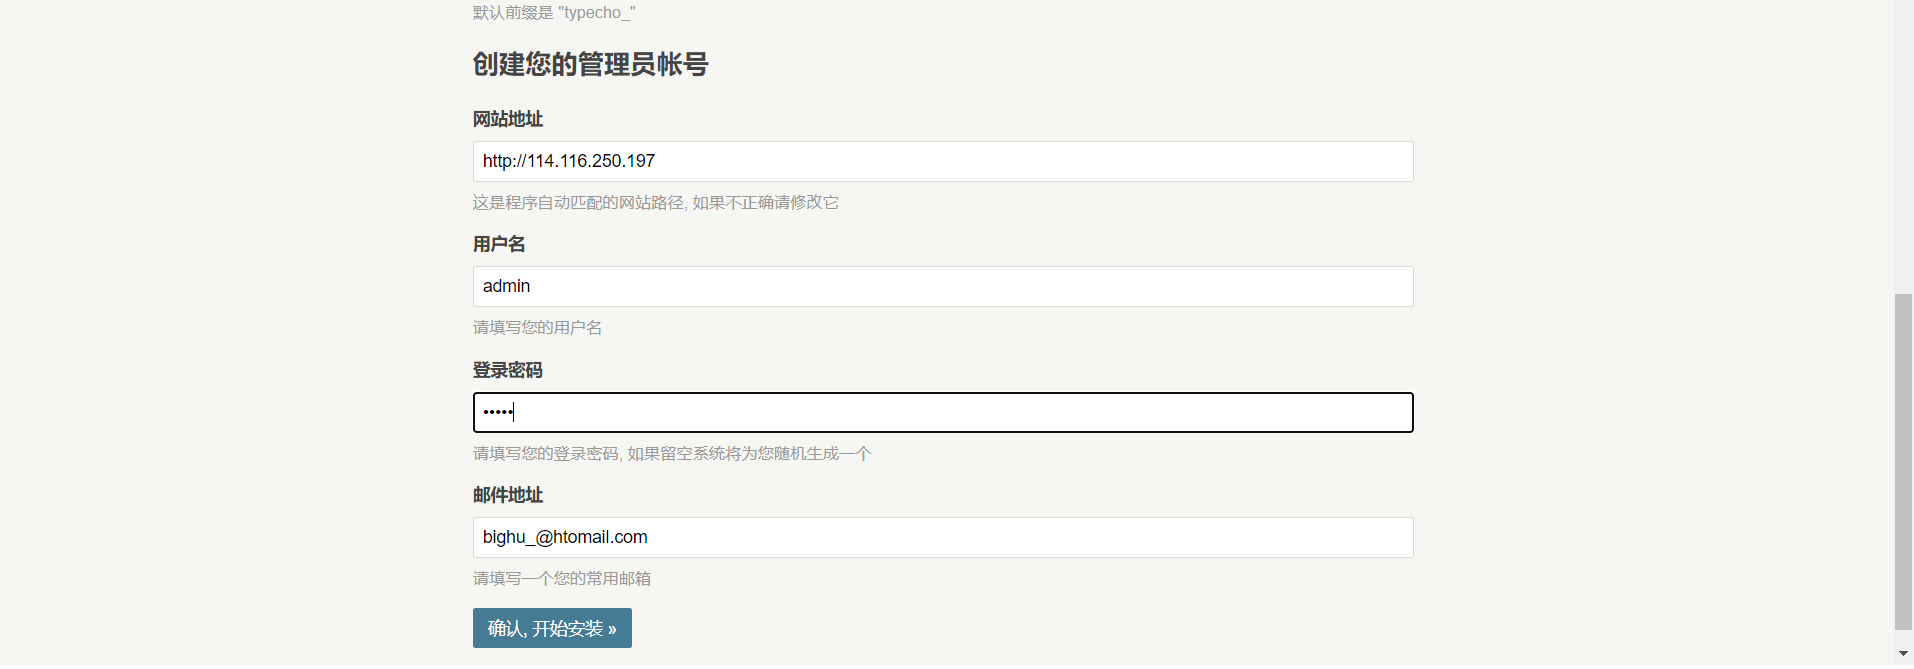 默认前缀是 "typecho_"
创建您的管理员帐号
网站地址
http://114.116.250.197
这是程序自动匹配的网站路径, 如果不正确请修改它
用户名
admin
请填写您的用户名
登录密码
•••••
请填写您的登录密码, 如果留空系统将为您随机生成一个
邮件地址
bighu_@htomail.com
请填写一个您的常用邮箱
确认, 开始安装 »